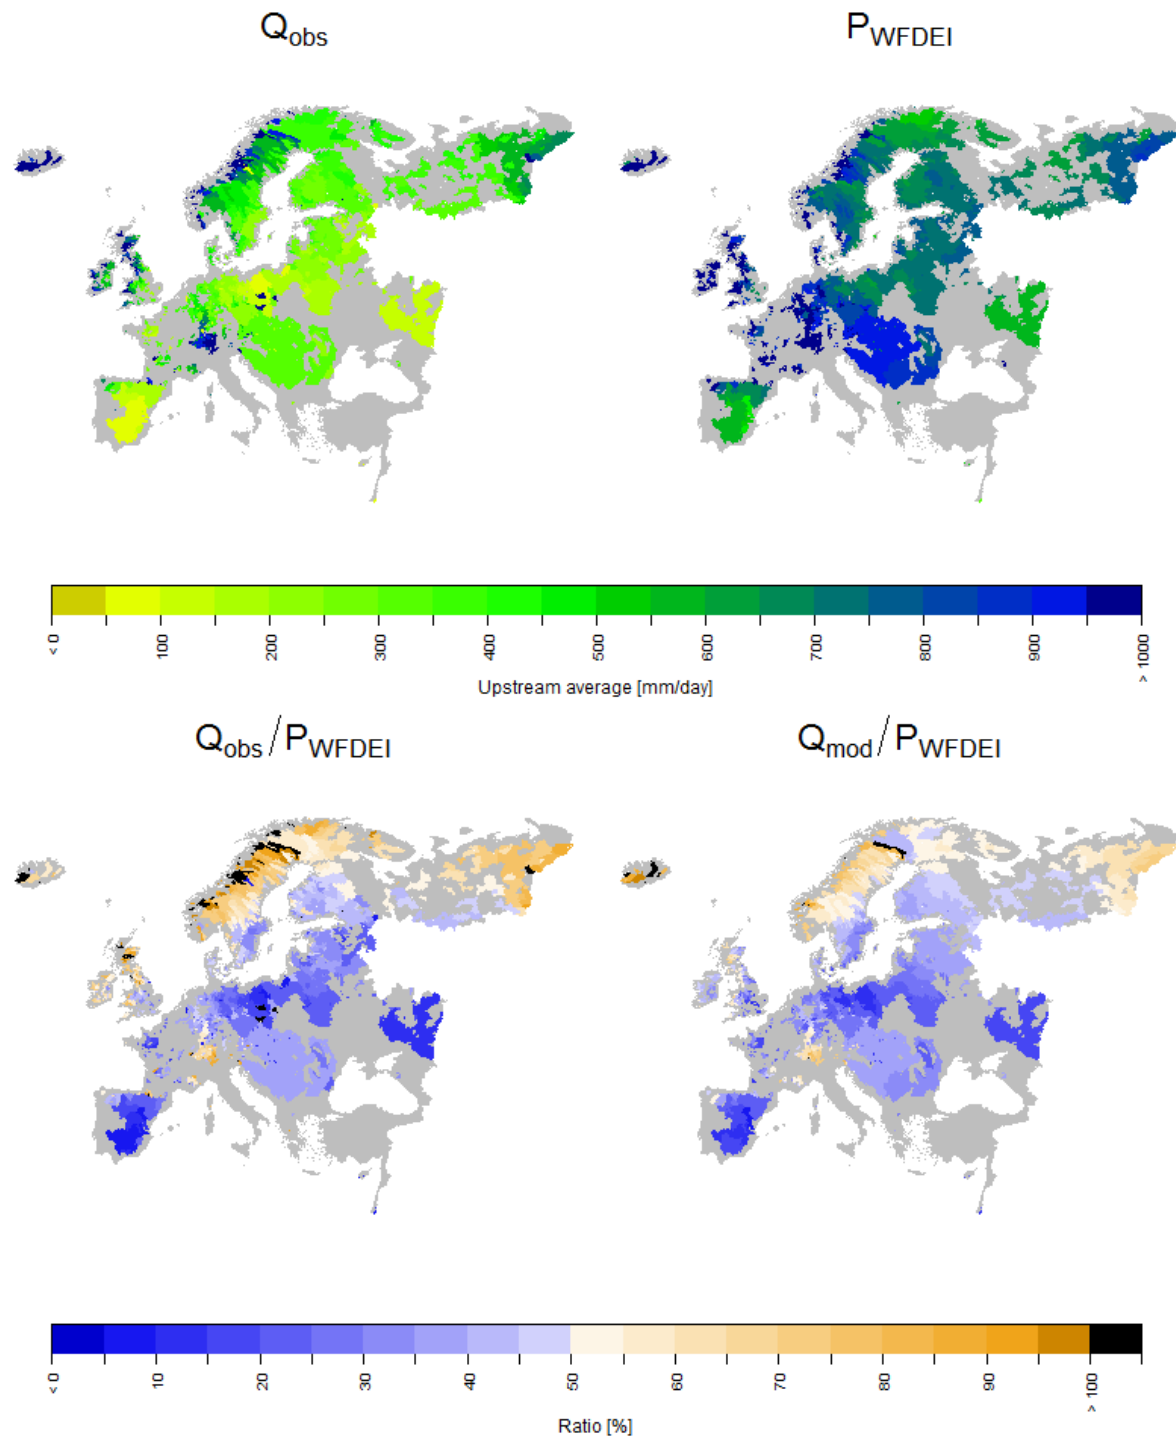 Qobs PWFDEI
< 0 100 200 300 400 500 600 700 800 900 > 1000
Upstream average [mm/day]
Qobs/PWFDEI Qmod/PWFDEI
< 0 10 20 30 40 50 60 70 80 90 > 100
Ratio [%]